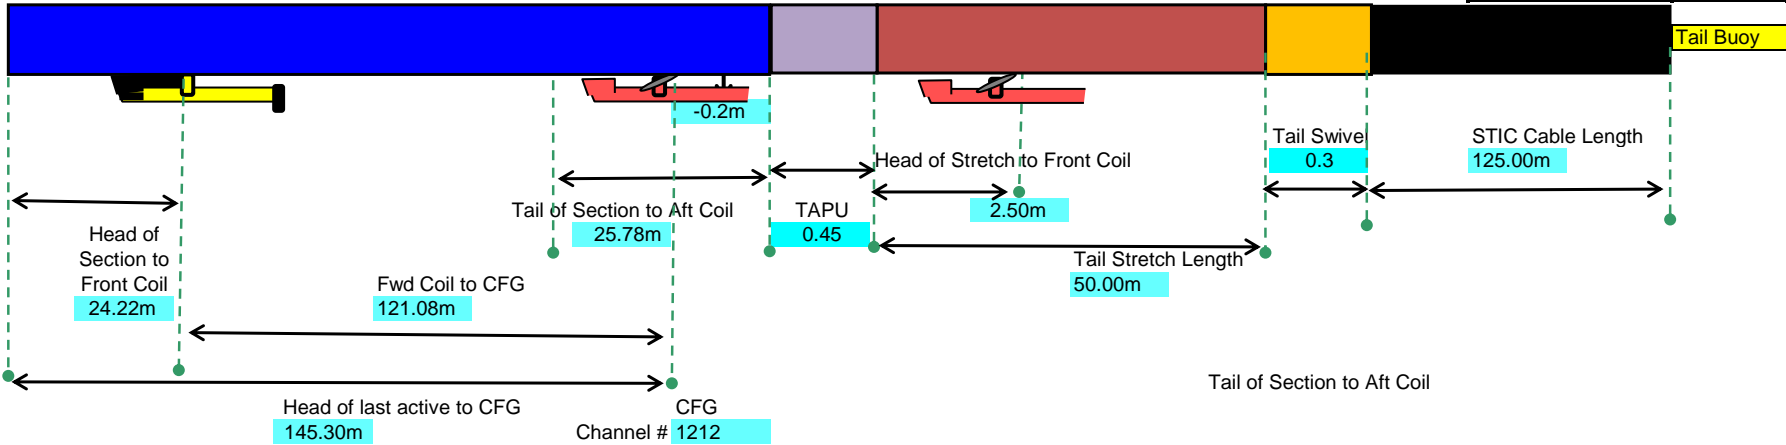 Tail Buoy
-0.2m
Tail Swivel
0.3
STIC Cable Length
125.00m
Head of Stretch to Front Coil
2.50m
Tail of Section to Aft Coil
25.78m
TAPU
0.45
Head of
Section to
Front Coil
24.22m
Fwd Coil to CFG
121.08m
Tail Stretch Length
50.00m
Tail of Section to Aft Coil
Head of last active to CFG
145.30m
CFG
Channel # 1212